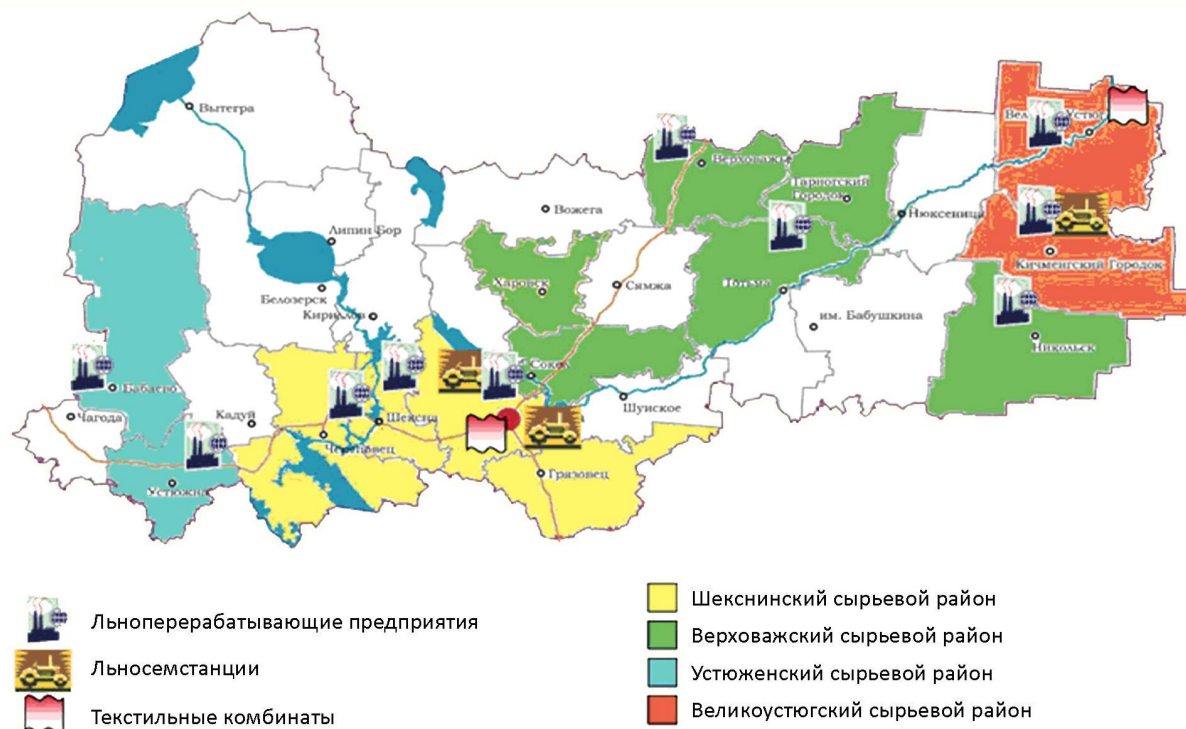 Вытегра
Устюг
Верховажье
Тарногский
Городок
Вожега
Нюксеница
Липин Бор
Кичменгский Городок
Харовск
Сямжа
Тотьма
Белозерск
Кириллов
им. Бабушкина
Никольск
Сокол
Бабаево
Чагода
Кадуй
Шексна
Шуйское
Череповец
Грязовец
Устюжна
Льноперерабатывающие предприятия
Льносемстанции
Текстильные комбинаты
Шекснинский сырьевой район
Верховажский сырьевой район
Устюженский сырьевой район
Великоустюгский сырьевой район